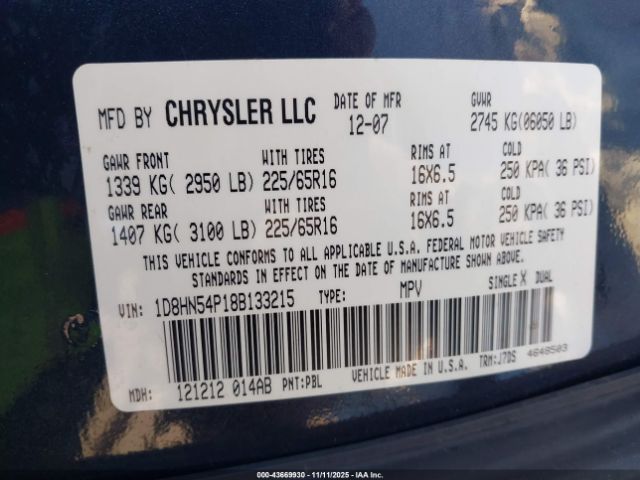 MFD BY CHRYSLER LLC DATE OF MFR GVWR
12-07 2745 KG(06050 LB)
GAWR FRONT WITH TIRES RIMS AT COLD
1339 KG( 2950 LB) 225/65R16 16X6.5 250 KPA( 36 PSI)
GAWR REAR WITH TIRES RIMS AT COLD
1407 KG( 3100 LB) 225/65R16 16X6.5 250 KPA( 36 PSI)
THIS VEHICLE CONFORMS TO ALL APPLICABLE U.S.A. FEDERAL MOTOR VEHICLE SAFETY
STANDARDS IN EFFECT ON THE DATE OF MANUFACTURE SHOWN ABOVE.
VIN: 1D8HN54P18B133215 TYPE: MPV SINGLE X DUAL
MDH: 121212 014AB PNT:PBL VEHICLE MADE IN U.S.A. TRM:J7DS 4648503
000-43669930 - 11/11/2025 - IAAI.COM